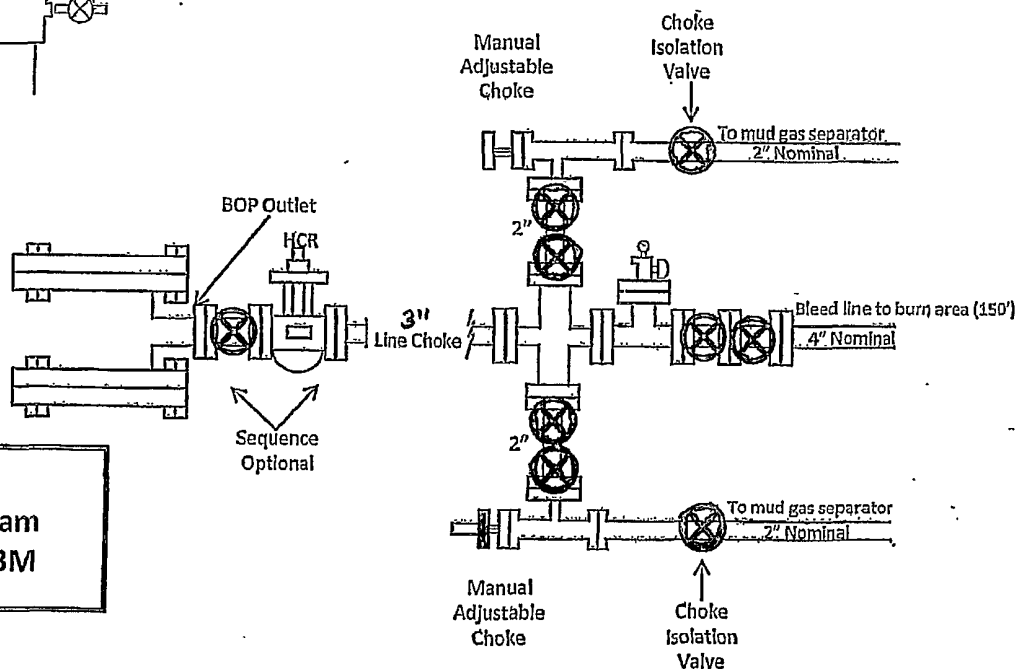 Manual
Adjustable
Choke
Choke
Isolation
Valve
To mud gas separator
2" Nominal
BOP Outlet
HCR
2"
3"
Line Choke
Bleed line to burn area (150')
4" Nominal
Sequence
Optional
2"
am
3M
To mud gas separator
2" Nominal
Manual
Adjustable
Choke
Choke
Isolation
Valve